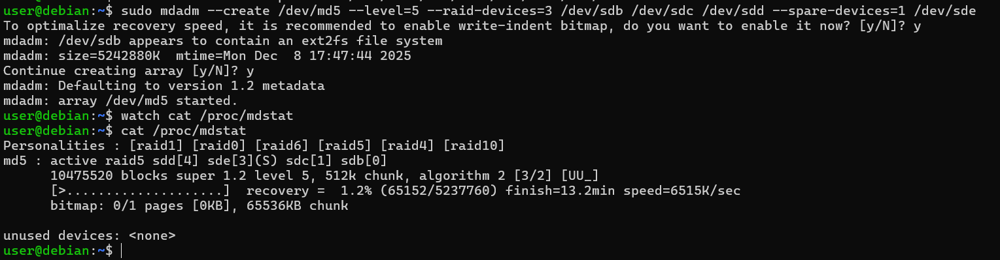 user@debian:~$ sudo mdadm --create /dev/md5 --level=5 --raid-devices=3 /dev/sdb /dev/sdc /dev/sdd --spare-devices=1 /dev/sde
To optimalize recovery speed, it is recommended to enable write-indent bitmap, do you want to enable it now? [y/N]? y
mdadm: /dev/sdb appears to contain an ext2fs file system
mdadm: size=5242880K  mtime=Mon Dec  8 17:47:44 2025
Continue creating array [y/N]? y
mdadm: Defaulting to version 1.2 metadata
mdadm: array /dev/md5 started.
user@debian:~$ watch cat /proc/mdstat
user@debian:~$ cat /proc/mdstat
Personalities : [raid1] [raid0] [raid6] [raid5] [raid4] [raid10]
md5 : active raid5 sdd[4] sde[3](S) sdc[1] sdb[0]
      10475520 blocks super 1.2 level 5, 512k chunk, algorithm 2 [3/2] [UU_]
      [>....................]  recovery =  1.2% (65152/5237760) finish=13.2min speed=6515K/sec
      bitmap: 0/1 pages [0KB], 65536KB chunk

unused devices: <none>
user@debian:~$